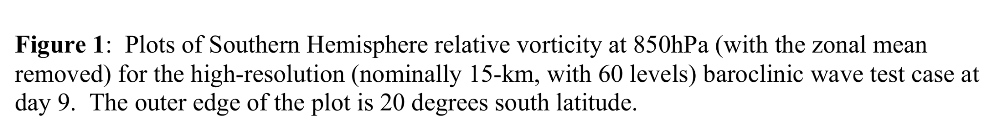 Figure 1:  Plots of Southern Hemisphere relative vorticity at 850hPa (with the zonal mean
removed) for the high-resolution (nominally 15-km, with 60 levels) baroclinic wave test case at
day 9.  The outer edge of the plot is 20 degrees south latitude.